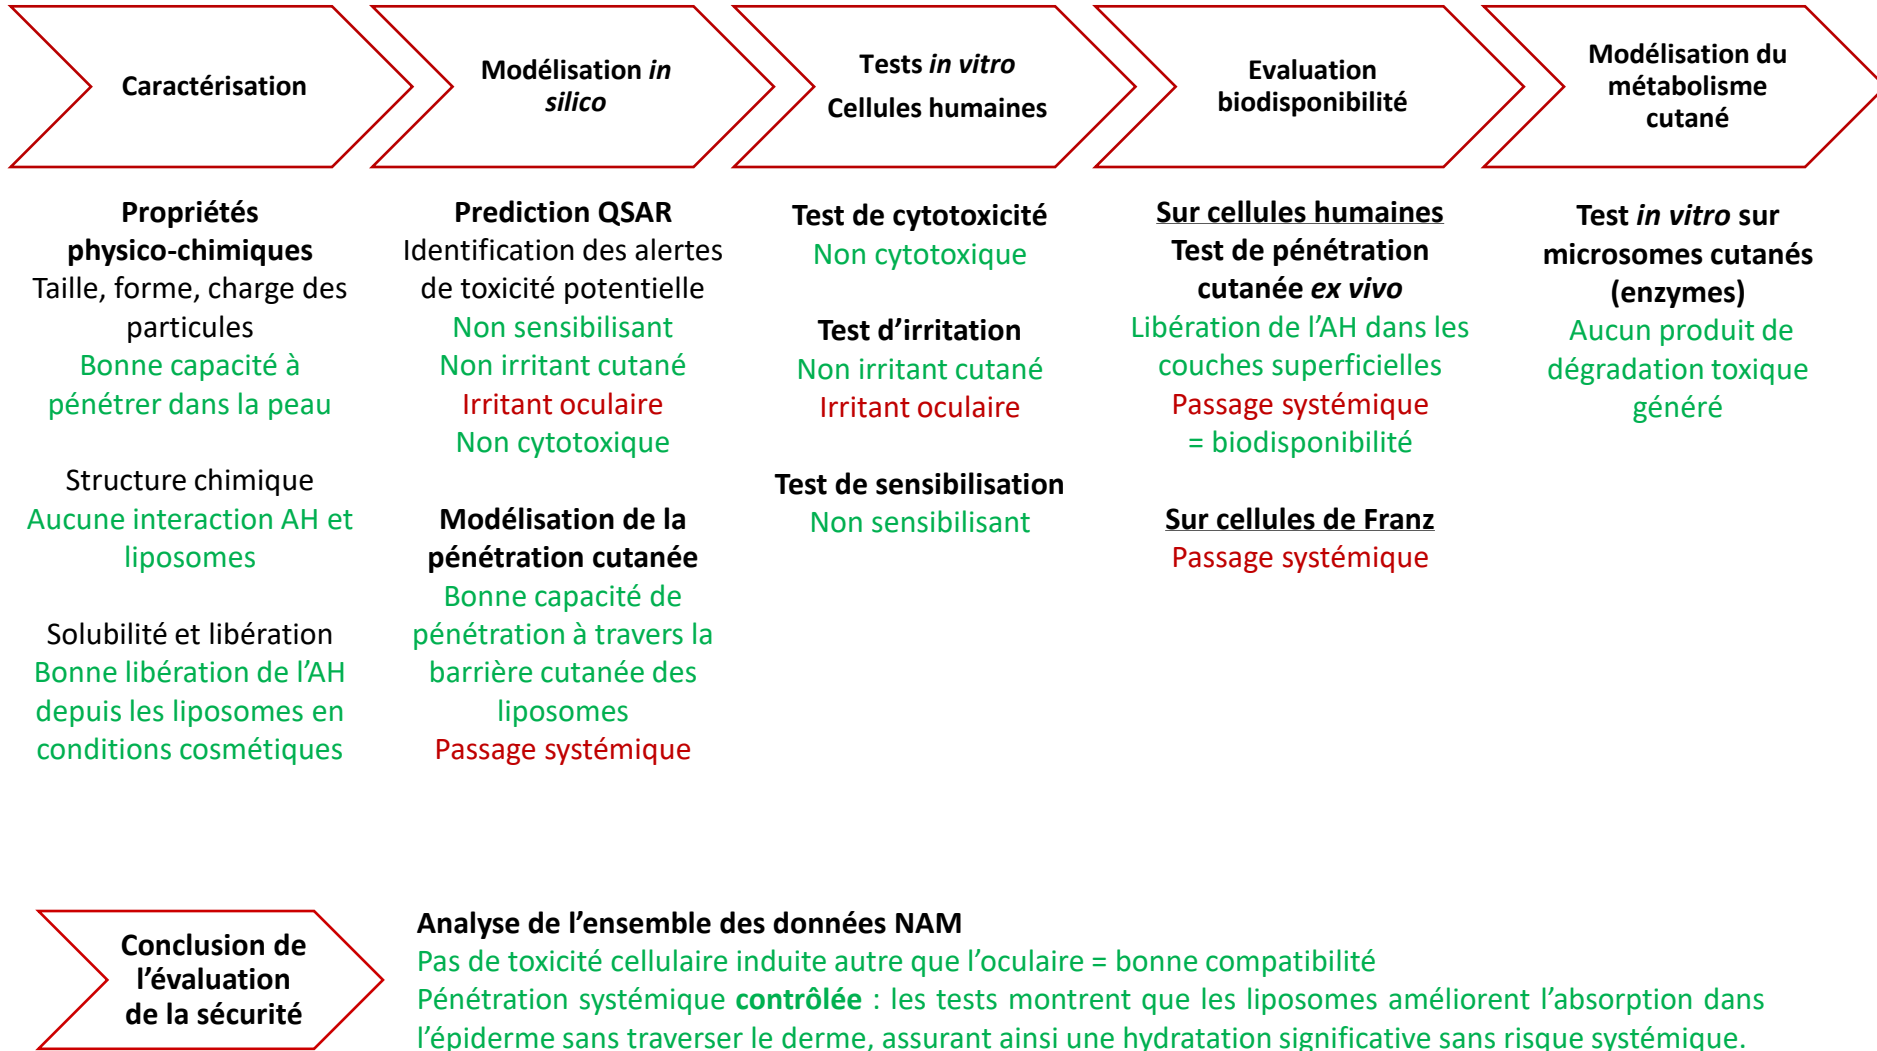 Caractérisation
Modélisation in
silico
Tests in vitro
Cellules humaines
Evaluation
biodisponibilité
Modélisation du
métabolisme
cutané
Propriétés
physico-chimiques
Taille, forme, charge des
particules
Bonne capacité à
pénétrer dans la peau
Structure chimique
Aucune interaction AH et
liposomes
Solubilité et libération
Bonne libération de l’AH
depuis les liposomes en
conditions cosmétiques
Prediction QSAR
Identification des alertes
de toxicité potentielle
Non sensibilisant
Non irritant cutané
Irritant oculaire
Non cytotoxique
Modélisation de la
pénétration cutanée
Bonne capacité de
pénétration à travers la
barrière cutanée des
liposomes
Passage systémique
Test de cytotoxicité
Non cytotoxique
Test d’irritation
Non irritant cutané
Irritant oculaire
Test de sensibilisation
Non sensibilisant
Sur cellules humaines
Test de pénétration
cutanée ex vivo
Libération de l’AH dans les
couches superficielles
Passage systémique
= biodisponibilité
Sur cellules de Franz
Passage systémique
Test in vitro sur
microsomes cutanés
(enzymes)
Aucun produit de
dégradation toxique
généré
Conclusion de
l’évaluation
de la sécurité
Analyse de l’ensemble des données NAM
Pas de toxicité cellulaire induite autre que l’oculaire = bonne compatibilité
Pénétration systémique contrôlée : les tests montrent que les liposomes améliorent l’absorption dans
l’épiderme sans traverser le derme, assurant ainsi une hydratation significative sans risque systémique.